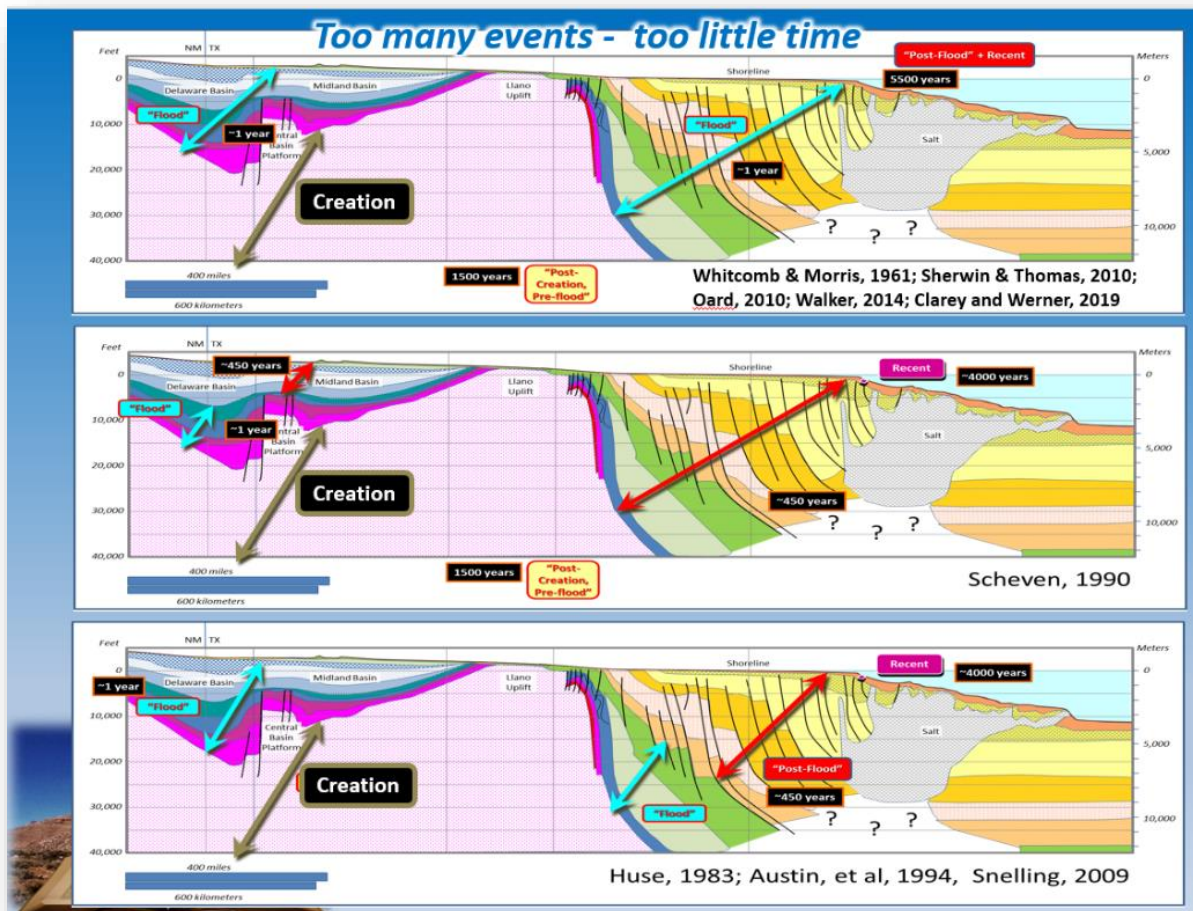 Too many events - too little time
Feet
NM TX
Shoreline
"Post-Flood" + Recent
Meters
5500 years
0
Delaware Basin
Midland Basin
Llano
Uplift
0
"Flood"
"Flood"
10,000
~1 year
Central
Basin
Platform
~1 year
Salt
5,000
20,000
Creation
30,000
? ? ?
10,000
40,000
400 miles
600 kilometers
1500 years
"Post-
Creation,
Pre-flood"
Whitcomb & Morris, 1961; Sherwin & Thomas, 2010;
Oard, 2010; Walker, 2014; Clarey and Werner, 2019
Feet
NM TX
Shoreline
Recent
Meters
~450 years
~4000 years
0
Delaware Basin
Midland Basin
Llano
Uplift
0
"Flood"
10,000
~1 year
Central
Basin
Platform
Salt
5,000
20,000
Creation
~450 years
30,000
? ? ?
10,000
40,000
400 miles
600 kilometers
1500 years
"Post-
Creation,
Pre-flood"
Scheven, 1990
Feet
NM TX
Shoreline
Recent
Meters
~4000 years
0
~1 year
Delaware Basin
Midland Basin
Llano
Uplift
0
"Flood"
10,000
Central
Basin
Platform
Salt
5,000
20,000
Creation
"Post-Flood"
~450 years
30,000
"Flood"
? ? ?
10,000
40,000
400 miles
600 kilometers
Huse, 1983; Austin, et al, 1994, Snelling, 2009